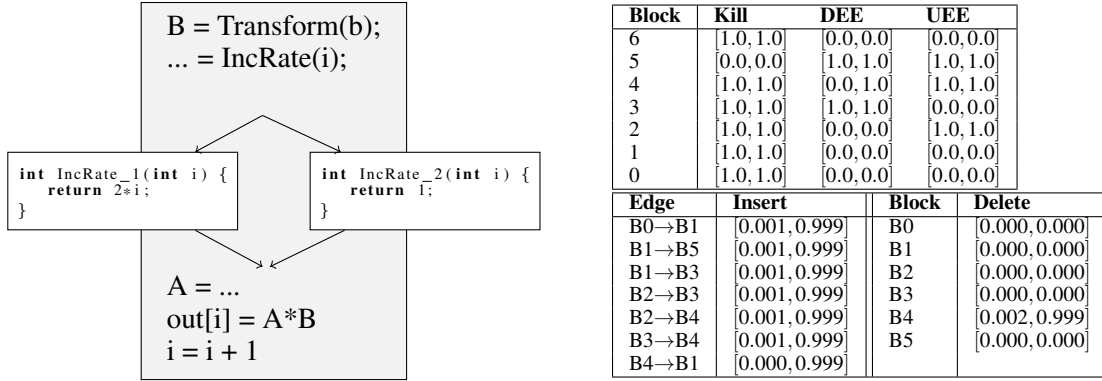 B = Transform(b);
... = IncRate(i);
int IncRate_1(int i) {
return 2*i;
}
int IncRate_2(int i) {
return 1;
}
A = ...
out[i] = A*B
i = i + 1
Block Kill DEE UEE
6 [1.0, 1.0] [0.0, 0.0] [0.0, 0.0]
5 [0.0, 0.0] [1.0, 1.0] [1.0, 1.0]
4 [1.0, 1.0] [0.0, 1.0] [1.0, 1.0]
3 [1.0, 1.0] [1.0, 1.0] [0.0, 0.0]
2 [1.0, 1.0] [0.0, 0.0] [1.0, 1.0]
1 [1.0, 1.0] [0.0, 0.0] [0.0, 0.0]
0 [1.0, 1.0] [0.0, 0.0] [0.0, 0.0]
Edge Insert Block Delete
B0→B1 [0.001, 0.999] B0 [0.000, 0.000]
B1→B5 [0.001, 0.999] B1 [0.000, 0.000]
B1→B3 [0.001, 0.999] B2 [0.000, 0.000]
B2→B3 [0.001, 0.999] B3 [0.000, 0.000]
B2→B4 [0.001, 0.999] B4 [0.002, 0.999]
B3→B4 [0.001, 0.999] B5 [0.000, 0.000]
B4→B1 [0.000, 0.999]